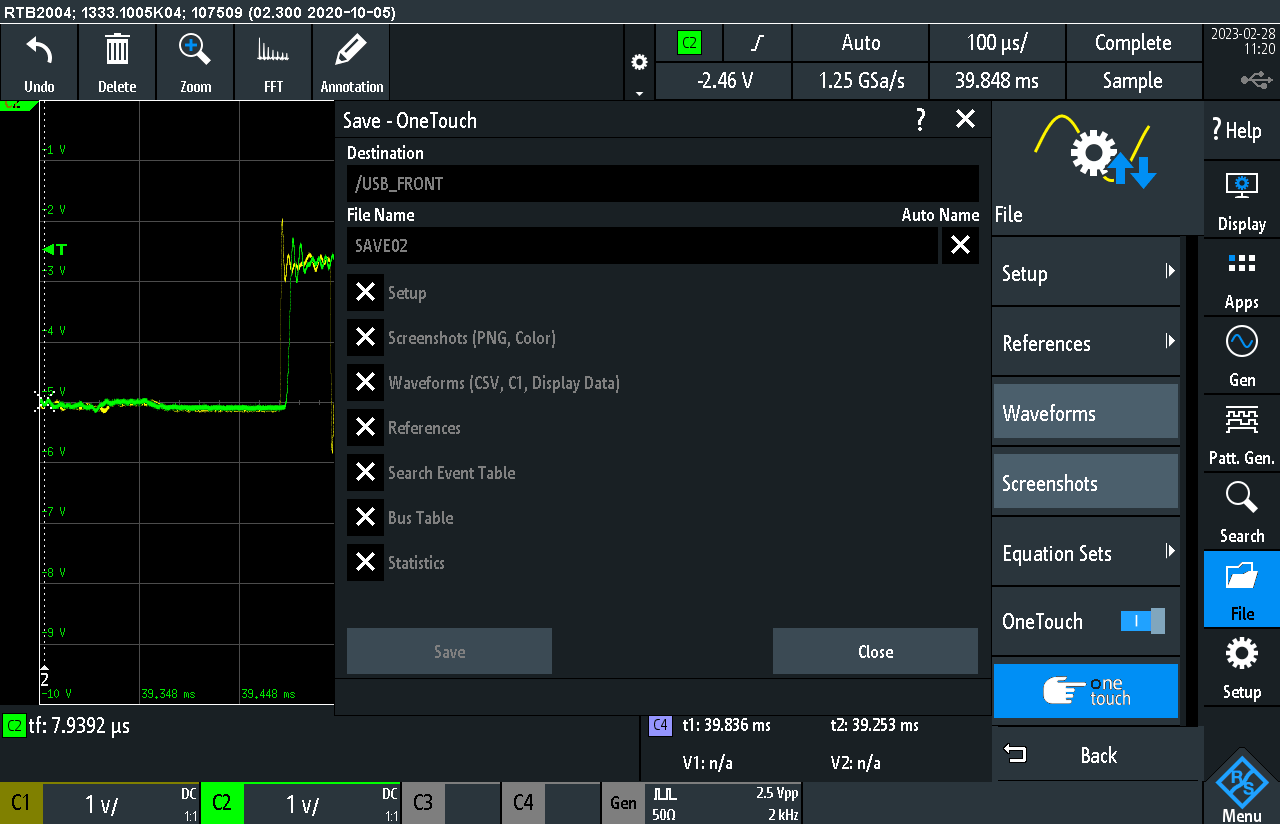 RTB2004; 1333.1005K04; 107509 (02.300 2020-10-05)
Undo
Delete
Zoom
FFT
Annotation
C2
Auto
100 µs/
Complete
-2.46 V
1.25 GSa/s
39.848 ms
Sample
2023-02-28
11:20
C2
-1 V
-2 V
T
-3 V
-4 V
-5 V
-6 V
-7 V
-8 V
-9 V
2
-10 V
39,348 ms
39,448 ms
Save - OneTouch
?
Destination
/USB_FRONT
File Name
Auto Name
SAVE02
Setup
Screenshots (PNG, Color)
Waveforms (CSV, C1, Display Data)
References
Search Event Table
Bus Table
Statistics
Save
Close
File
Setup
References
Waveforms
Screenshots
Equation Sets
OneTouch
one
touch
Back
? Help
Display
Apps
Gen
Patt. Gen.
Search
File
Setup
R&S
Menu
C2 tf: 7.9392 µs
C4 t1: 39.836 ms
t2: 39.253 ms
V1: n/a
V2: n/a
C1
1 V/
DC
1:1
C2
1 V/
DC
1:1
C3
C4
Gen
50Ω
2.5 Vpp
2 kHz